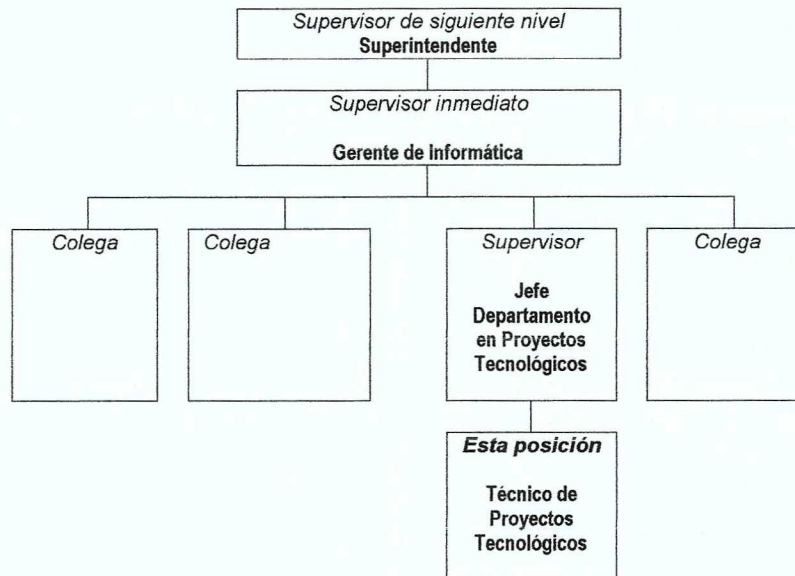 Supervisor de siguiente nivel
Superintendente
Supervisor inmediato
Gerente de Informática
Colega
Colega
Supervisor
Jefe
Departamento
en Proyectos
Tecnológicos
Colega
Esta posición
Técnico de
Proyectos
Tecnológicos